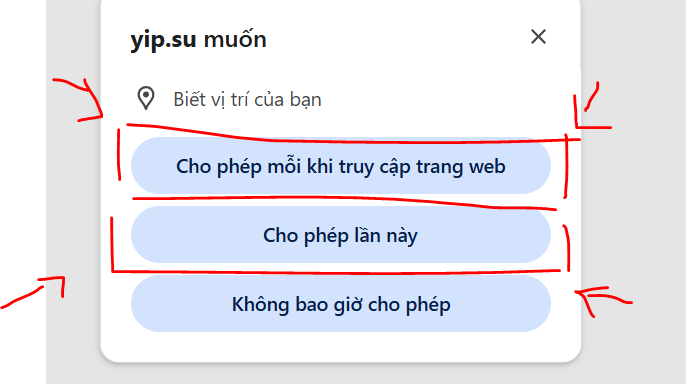 yip.su muốn
Biết vị trí của bạn
Cho phép mỗi khi truy cập trang web
Cho phép lần này
Không bao giờ cho phép